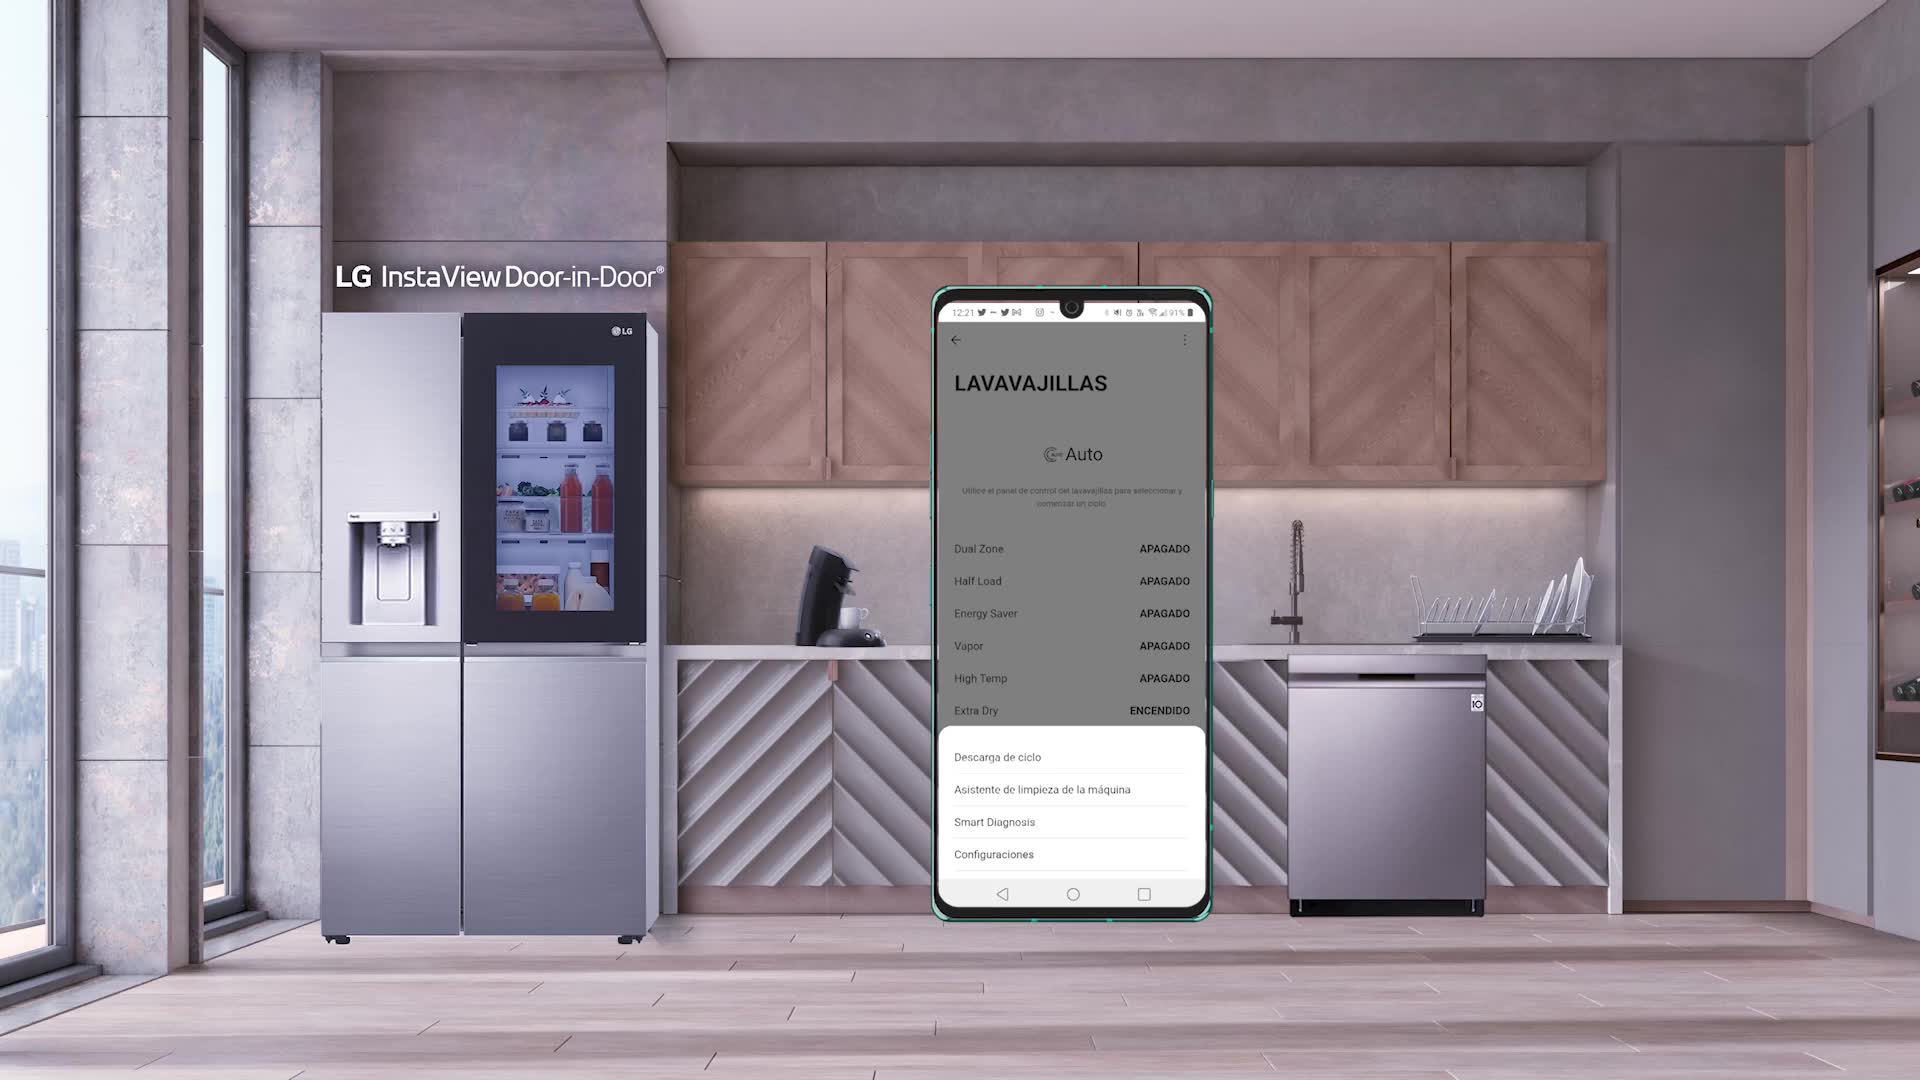 LG InstaView Door-in-Door®
LG
12:21
91%
LAVAVAJILLAS
Auto
Utilice el panel de control del lavavajillas para seleccionar y
comenzar un ciclo.
Dual Zone APAGADO
Half Load APAGADO
Energy Saver APAGADO
Vapor APAGADO
High Temp APAGADO
Extra Dry ENCENDIDO
Descarga de ciclo
Asistente de limpieza de la máquina
Smart Diagnosis
Configuraciones
10